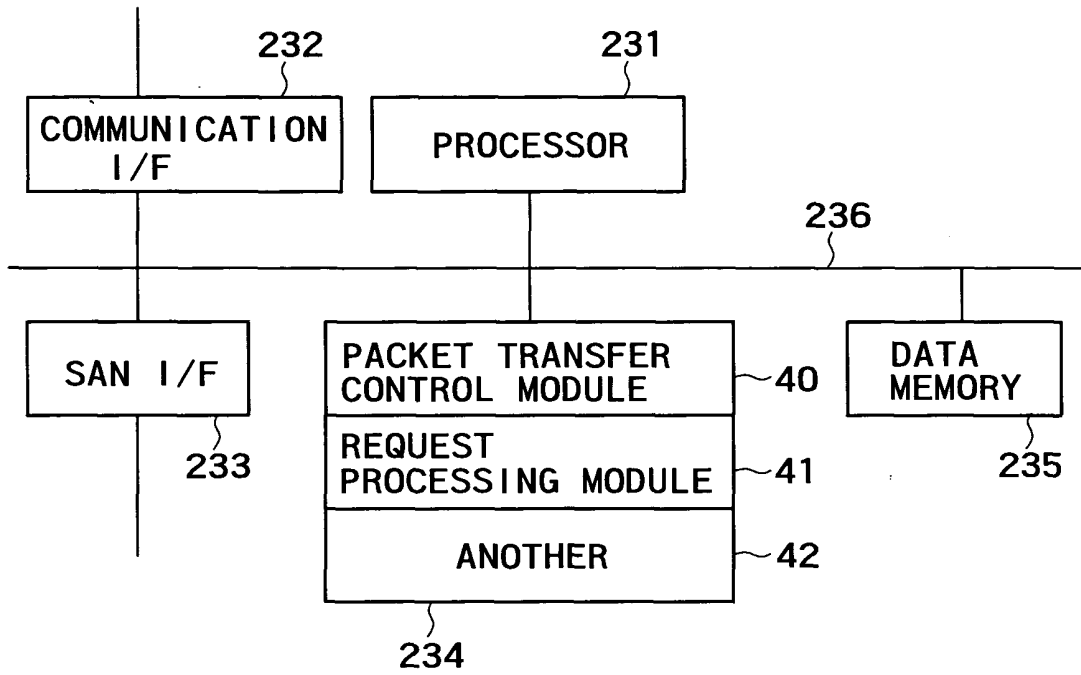 232
231
COMMUNICATION
I/F
PROCESSOR
236
SAN I/F
PACKET TRANSFER
CONTROL MODULE
40
DATA
MEMORY
233
REQUEST
PROCESSING MODULE
41
235
ANOTHER
42
234